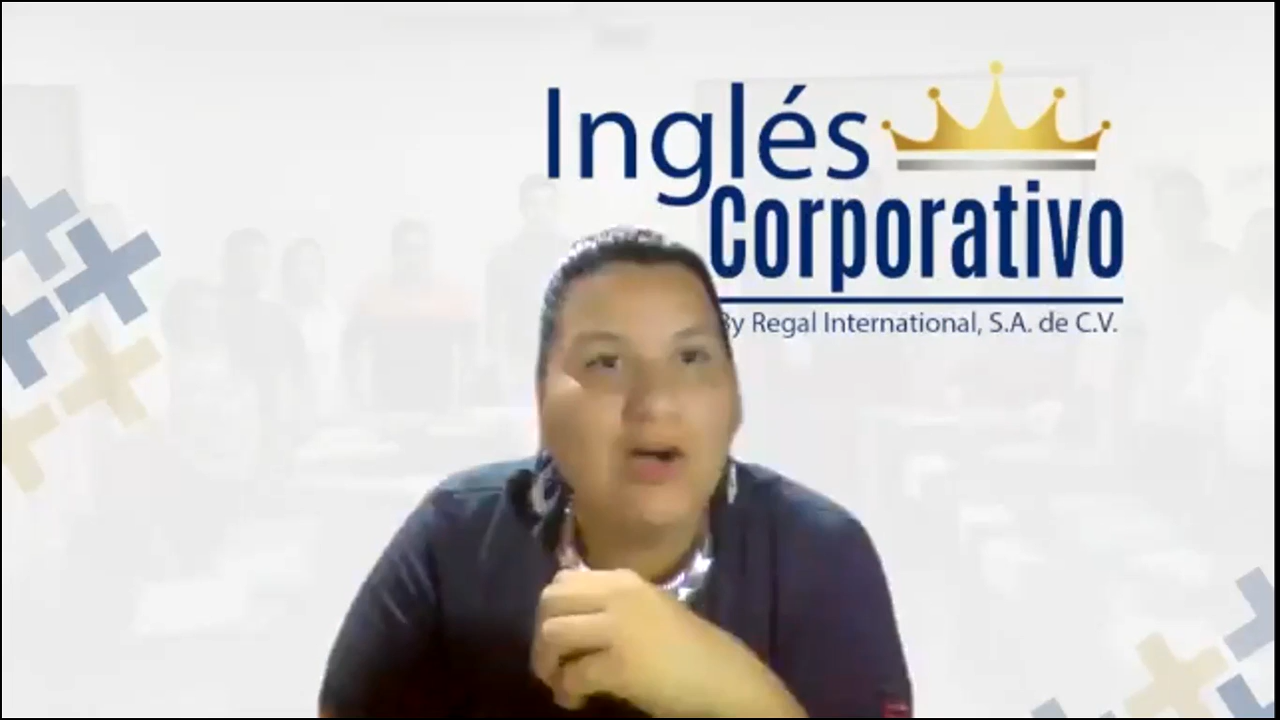 Inglés
Corporativo
By Regal International, S.A. de C.V.